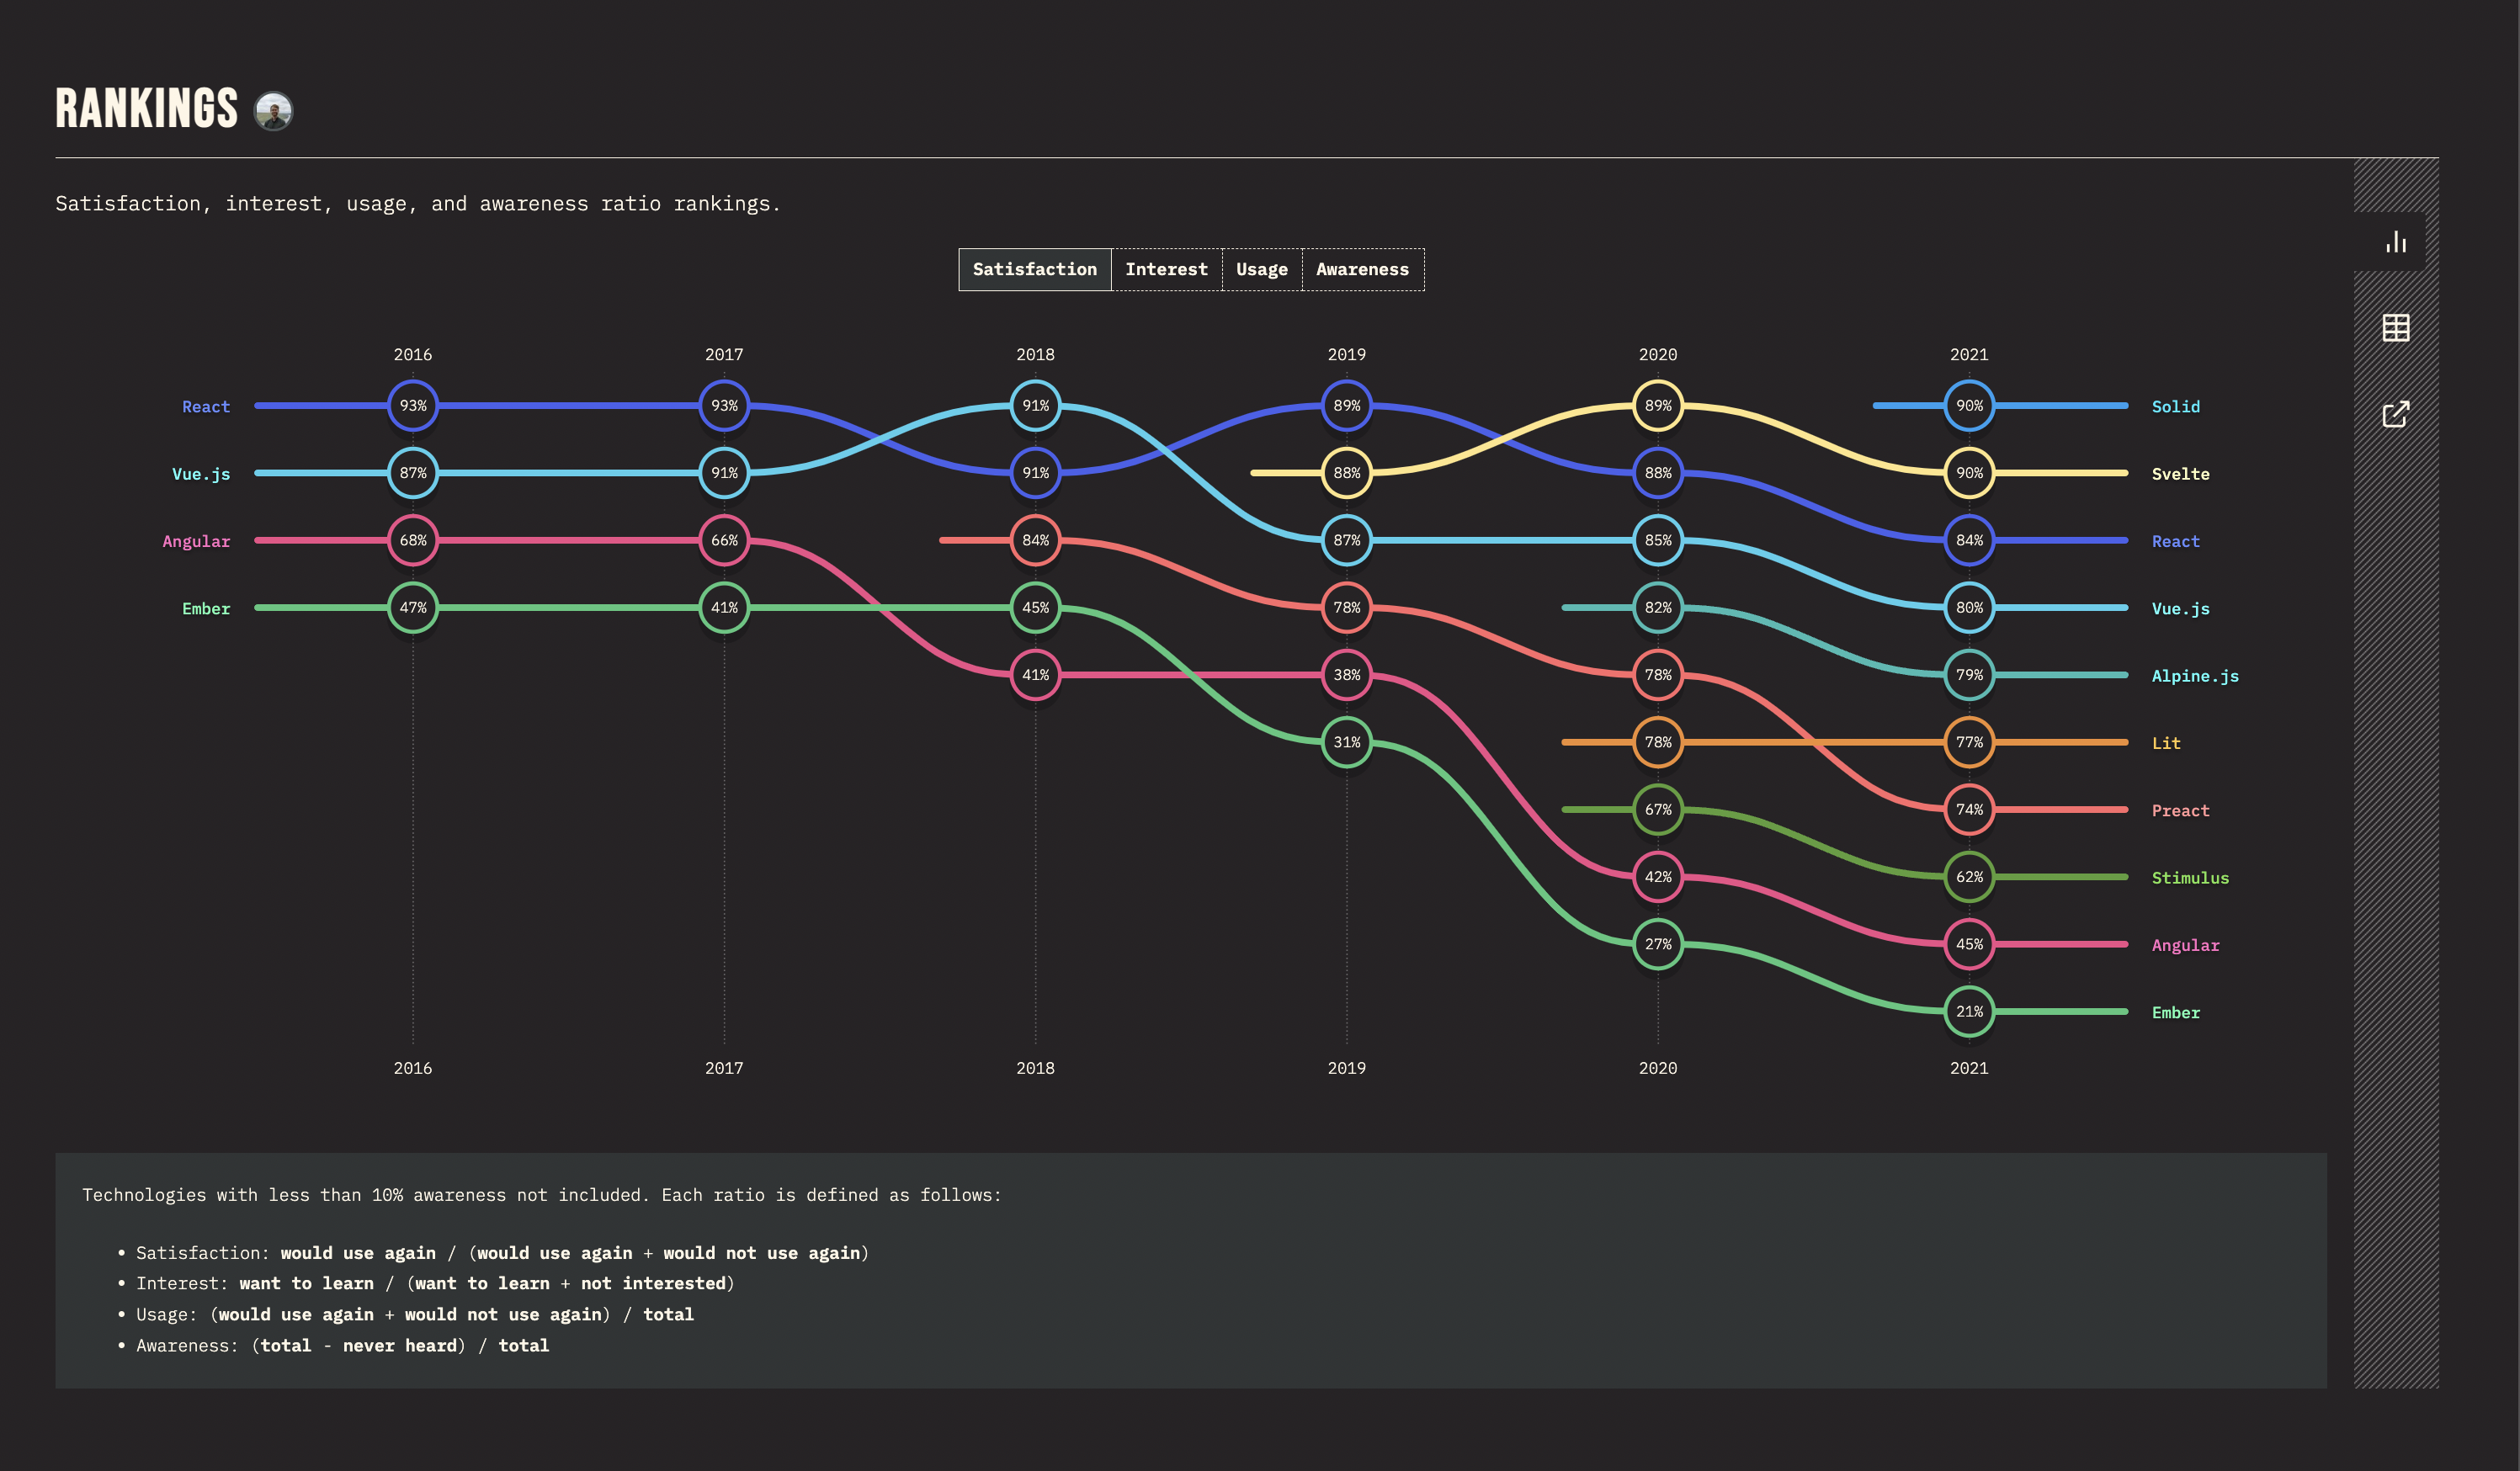 RANKINGS
Satisfaction, interest, usage, and awareness ratio rankings.
Satisfaction Interest Usage Awareness
2016 2017 2018 2019 2020 2021
React 93% 93% 91% 89% 89% 90% Solid
Vue.js 87% 91% 91% 88% 88% 90% Svelte
Angular 68% 66% 84% 87% 85% 84% React
Ember 47% 41% 45% 78% 82% 80% Vue.js
41% 38% 78% 79% Alpine.js
31% 78% 77% Lit
67% 74% Preact
42% 62% Stimulus
27% 45% Angular
21% Ember
2016 2017 2018 2019 2020 2021
Technologies with less than 10% awareness not included. Each ratio is defined as follows:
• Satisfaction: would use again / (would use again + would not use again)
• Interest: want to learn / (want to learn + not interested)
• Usage: (would use again + would not use again) / total
• Awareness: (total - never heard) / total